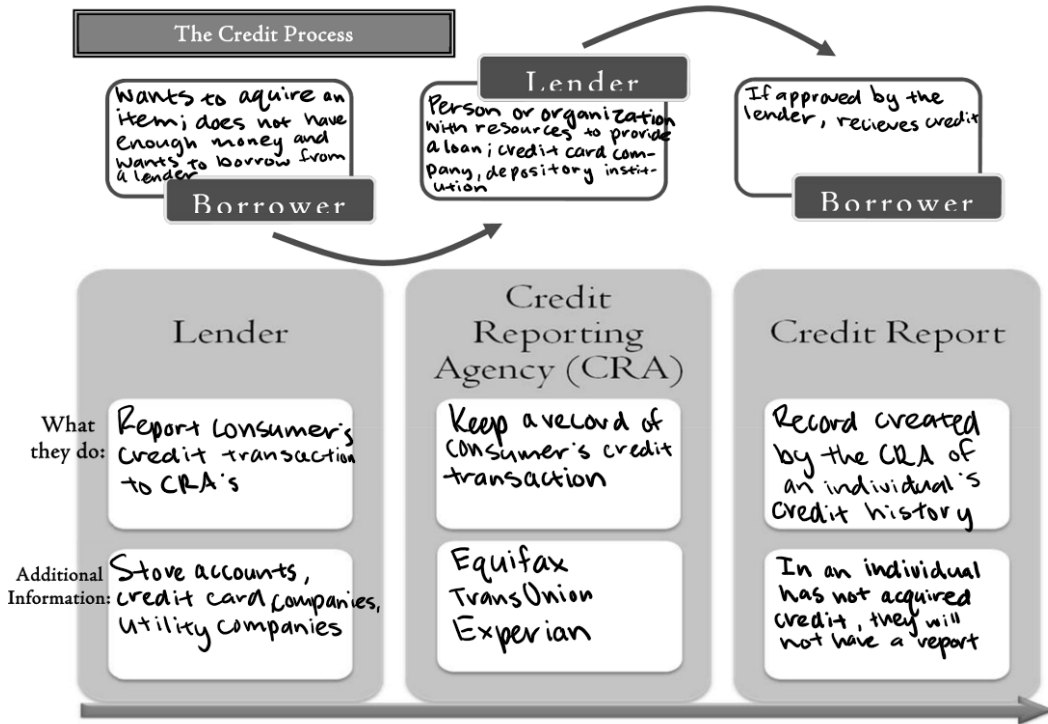 The Credit Process
Wants to aquire an
item; does not have
enough money and
wants to borrow from
a lender
Borrower
Lender
Person or organization
with resources to provide
a loan; credit card com-
pany, depository instit-
ution
If approved by the
lender, recieves credit
Borrower
Lender
Credit
Reporting
Agency (CRA)
Credit Report
What
they do:
Report consumer's
credit transaction
to CRA's
Keep a record of
consumer's credit
transaction
Record created
by the CRA of
an individual's
credit history
Additional
Information:
Store accounts,
credit card companies,
utility companies
Equifax
TransUnion
Experian
In an individual
has not acquired
credit, they will
not have a report